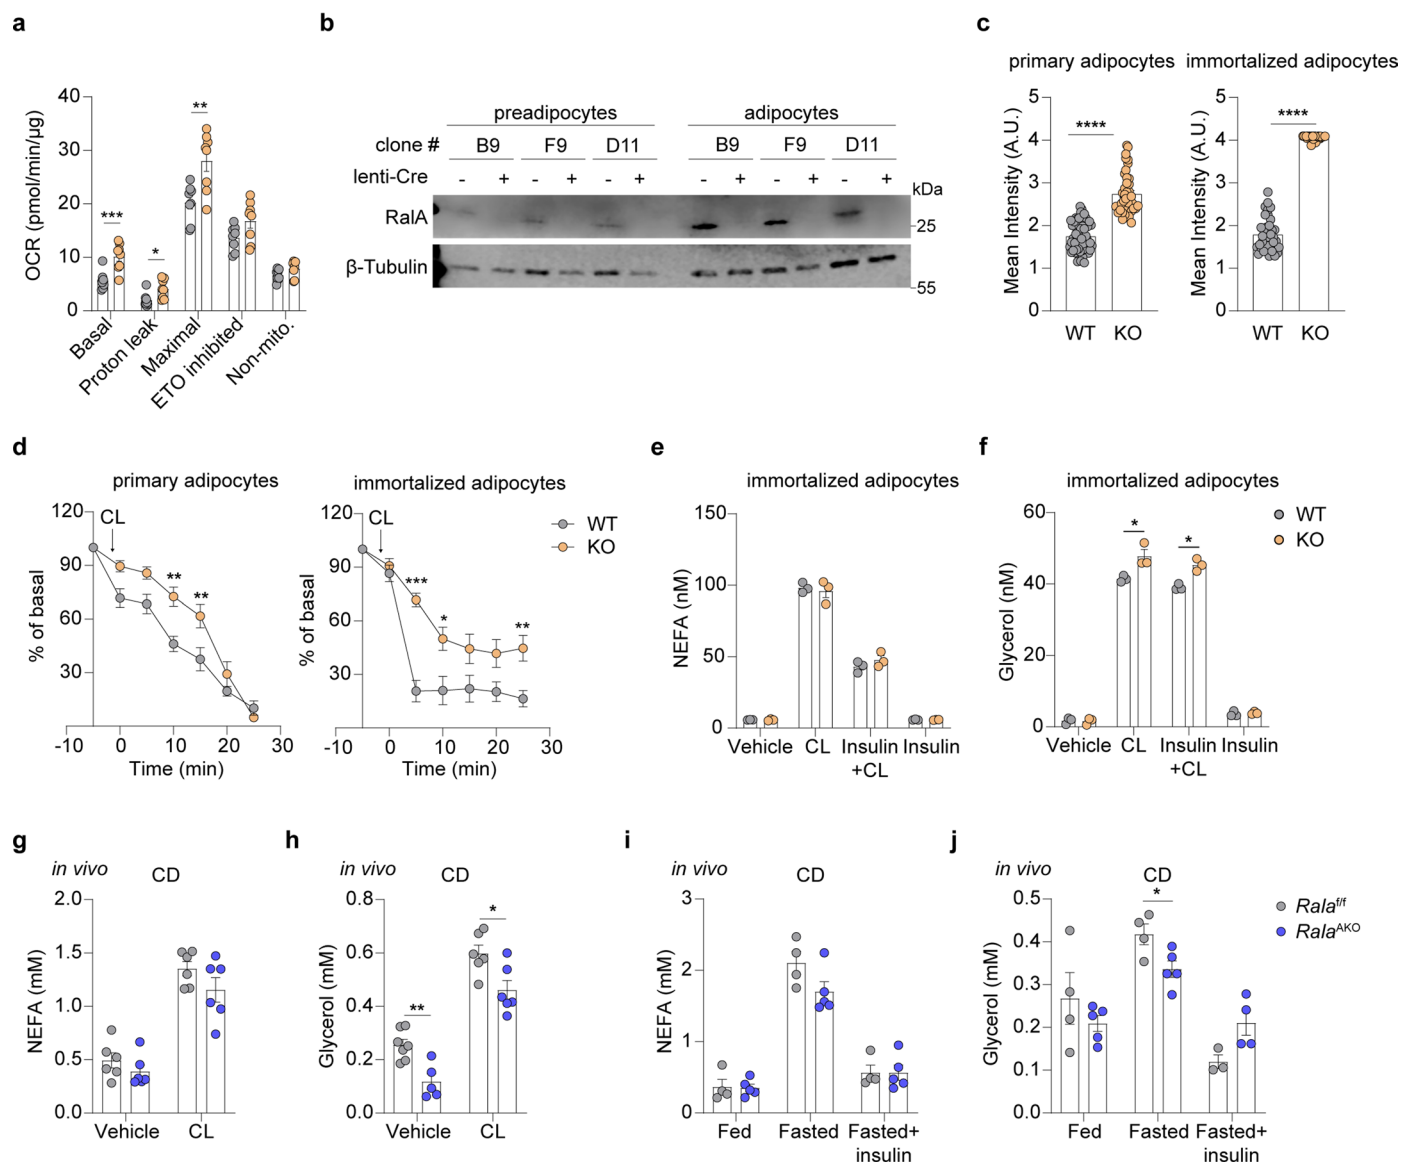 a
OCR (pmol/min/µg)
40
30
20
10
0
***
*
**
Basal
Proton leak
Maximal
ETO inhibited
Non-mito.
b
preadipocytes adipocytes
clone # B9 F9 D11 B9 F9 D11
lenti-Cre - + - + - + - + - + - +
kDa
RalA
25
β-Tubulin
55
c
primary adipocytes
Mean Intensity (A.U.)
5
4
3
2
1
0
****
WT KO
immortalized adipocytes
Mean Intensity (A.U.)
5
4
3
2
1
0
****
WT KO
d
primary adipocytes
% of basal
120
90
60
30
CL
**
**
-10 0 10 20 30
Time (min)
immortalized adipocytes
% of basal
120
90
60
30
CL
***
*
**
-10 0 10 20 30
Time (min)
WT
KO
e
immortalized adipocytes
NEFA (nM)
150
100
50
0
Vehicle CL Insulin Insulin
+CL
f
immortalized adipocytes
Glycerol (nM)
60
40
20
0
*
*
Vehicle CL Insulin Insulin
+CL
WT
KO
g
in vivo
CD
NEFA (mM)
2.0
1.5
1.0
0.5
0.0
Vehicle CL
h
in vivo
CD
Glycerol (mM)
0.8
0.6
0.4
0.2
0.0
**
*
Vehicle CL
i
in vivo
CD
NEFA (mM)
3
2
1
0
Fed Fasted Fasted+
insulin
j
in vivo
CD
Glycerol (mM)
0.5
0.4
0.3
0.2
0.1
0.0
*
Fed Fasted Fasted+
insulin
Rala^f/f
Rala^AKO